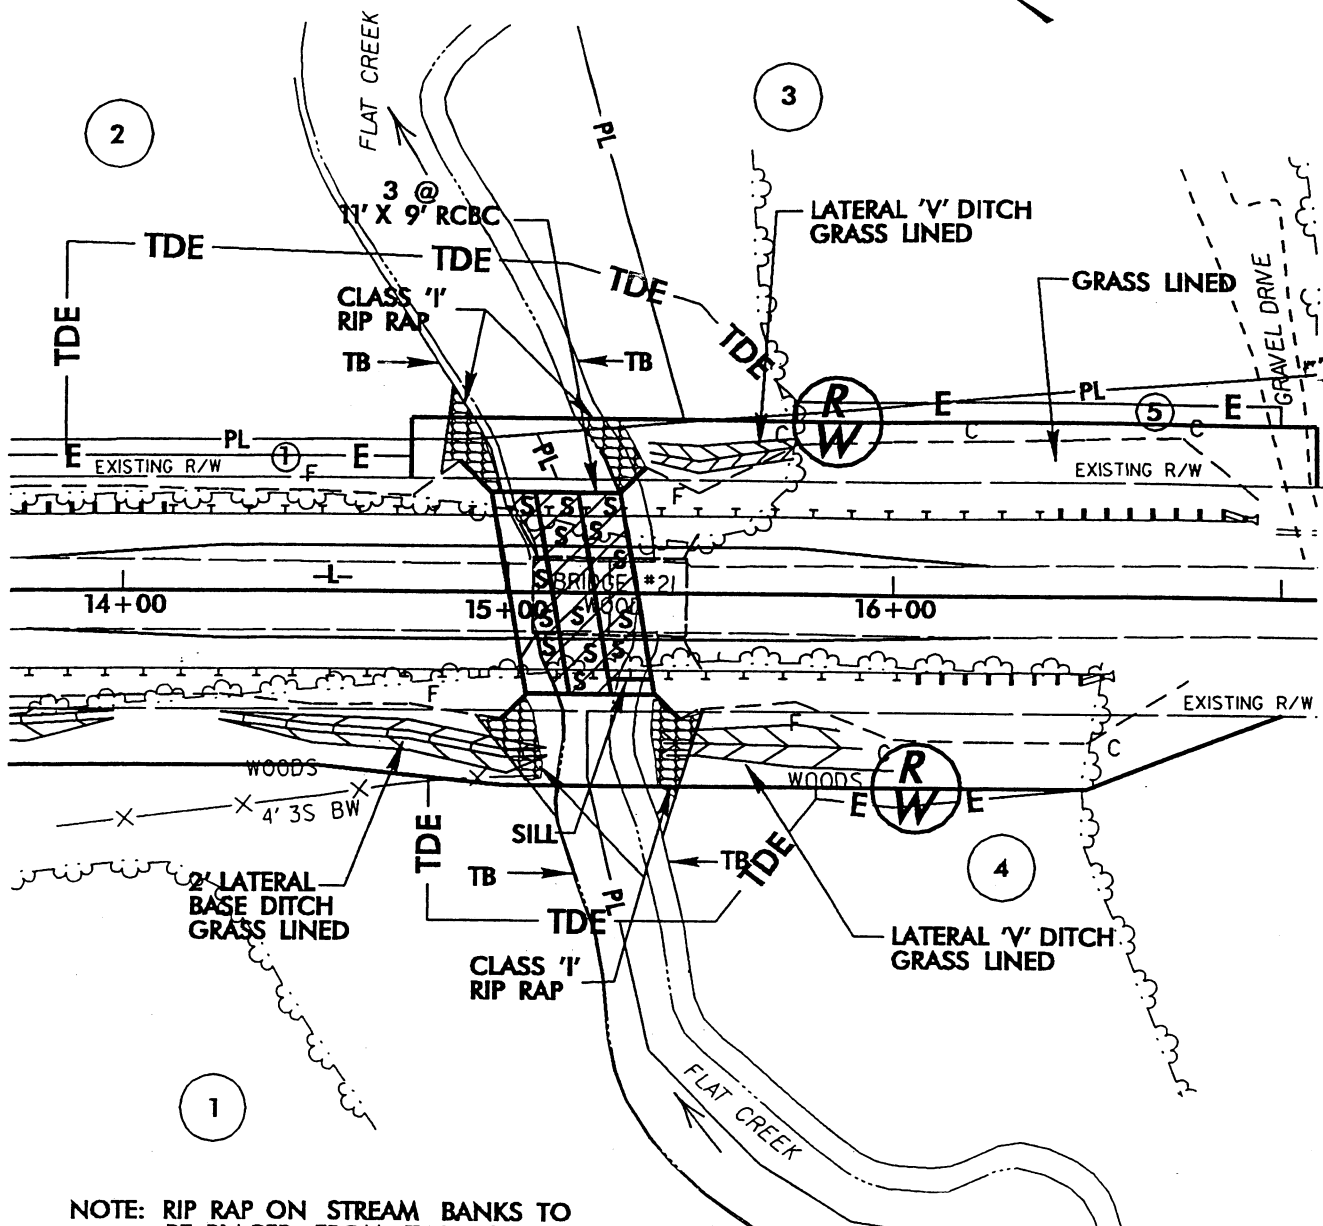 FLAT CREEK
2
3
PL
3 @
11' X 9' RCBC
LATERAL 'V' DITCH
GRASS LINED
TDE
TDE
TDE
GRASS LINED
GRAVEL DRIVE
CLASS 'I'
RIP RAP
TDE
TDE
TB
TB
R
W
E
PL
5
E
C
C
C
PL
E
1
E
PL
EXISTING R/W
F
EXISTING R/W
F
S S S
S S
S
S
BRIDGE #21
WOOD
-L-
14+00
15+00
16+00
S S S
S S S
S
F
F
EXISTING R/W
C
C
WOODS
WOODS
R
W
E
E
4' 3S BW
SILL
TDE
TB
TB
TDE
4
2' LATERAL
BASE DITCH
GRASS LINED
PL
TDE
LATERAL 'V' DITCH
GRASS LINED
CLASS 'I'
RIP RAP
1
FLAT CREEK
NOTE: RIP RAP ON STREAM BANKS TO